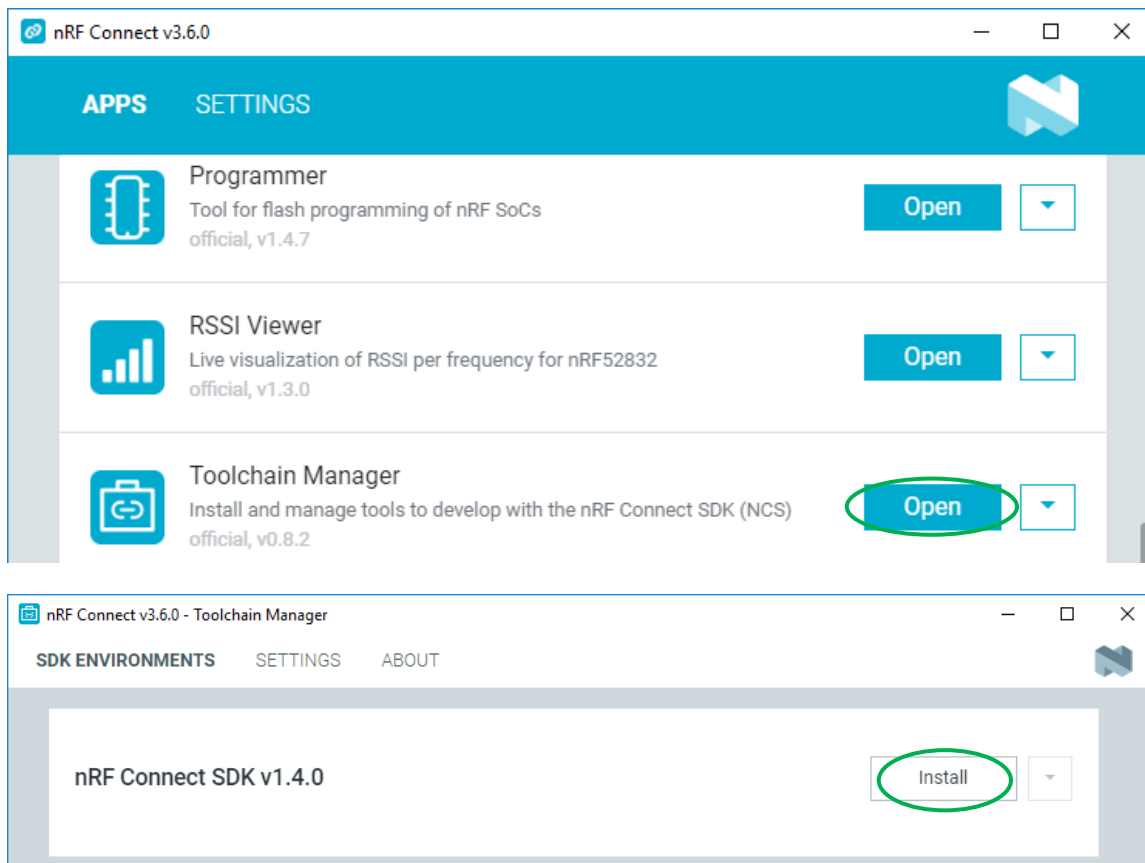 nRF Connect v3.6.0
APPS SETTINGS
Programmer
Tool for flash programming of nRF SoCs
official, v1.4.7
Open
RSSI Viewer
Live visualization of RSSI per frequency for nRF52832
official, v1.3.0
Open
Toolchain Manager
Install and manage tools to develop with the nRF Connect SDK (NCS)
official, v0.8.2
Open
nRF Connect v3.6.0 - Toolchain Manager
SDK ENVIRONMENTS SETTINGS ABOUT
nRF Connect SDK v1.4.0
Install